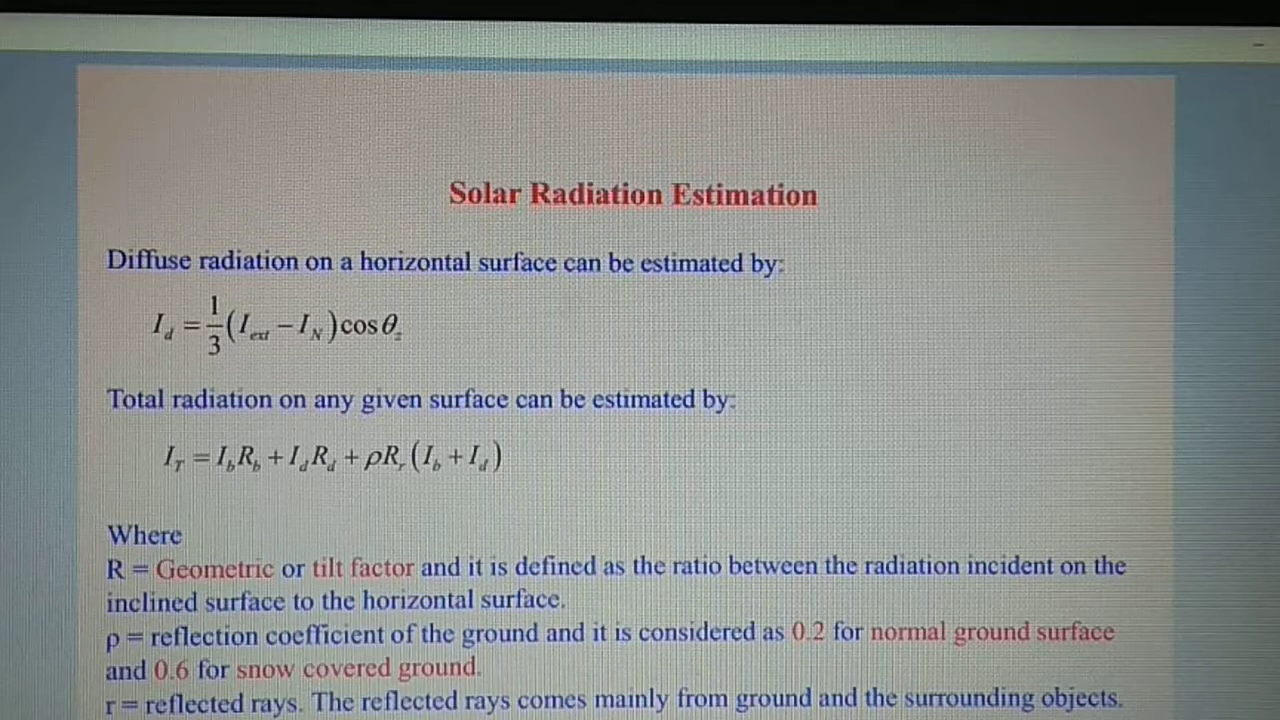 Solar Radiation Estimation
Diffuse radiation on a horizontal surface can be estimated by:
I_d = 1/3 (I_ext − I_N) cos θ_z
Total radiation on any given surface can be estimated by:
I_T = I_b R_b + I_d R_d + ρR_r (I_b + I_d)
Where
R = Geometric or tilt factor and it is defined as the ratio between the radiation incident on the
inclined surface to the horizontal surface.
ρ = reflection coefficient of the ground and it is considered as 0.2 for normal ground surface
and 0.6 for snow covered ground.
r = reflected rays. The reflected rays comes mainly from ground and the surrounding objects.